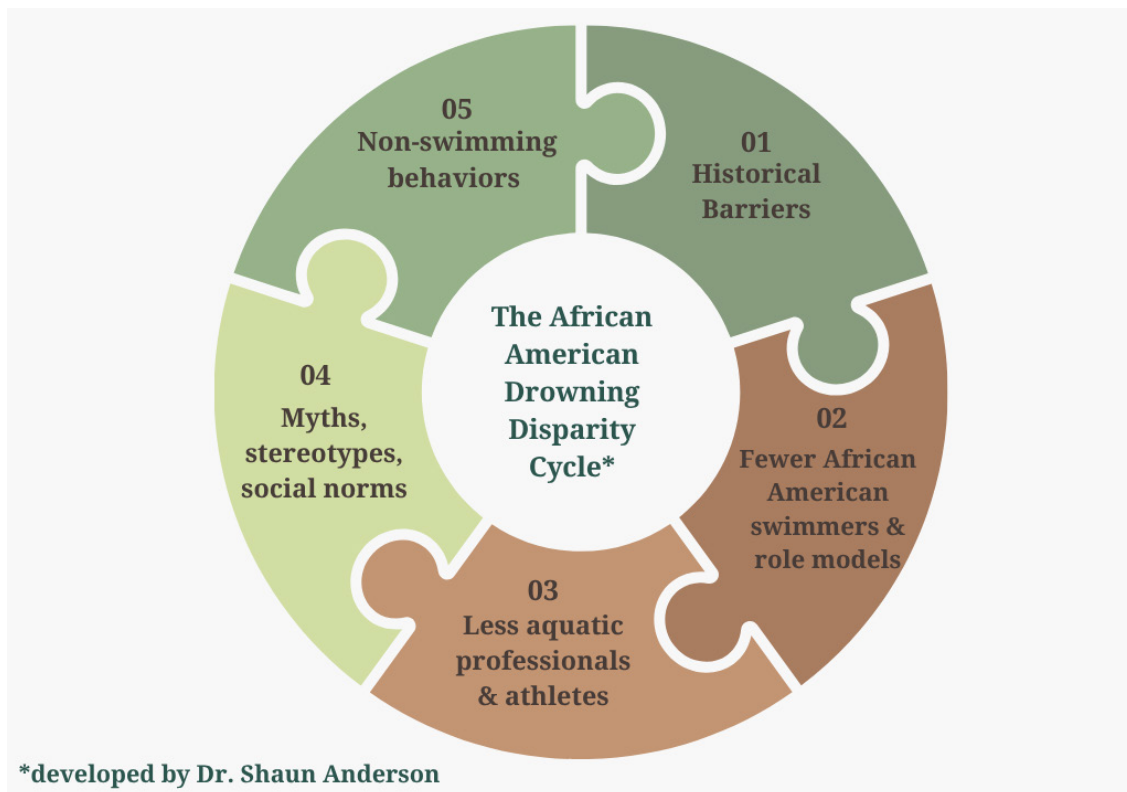 The African
American
Drowning
Disparity
Cycle*
01
Historical
Barriers
02
Fewer African
American
swimmers &
role models
03
Less aquatic
professionals
& athletes
04
Myths,
stereotypes,
social norms
05
Non-swimming
behaviors
*developed by Dr. Shaun Anderson